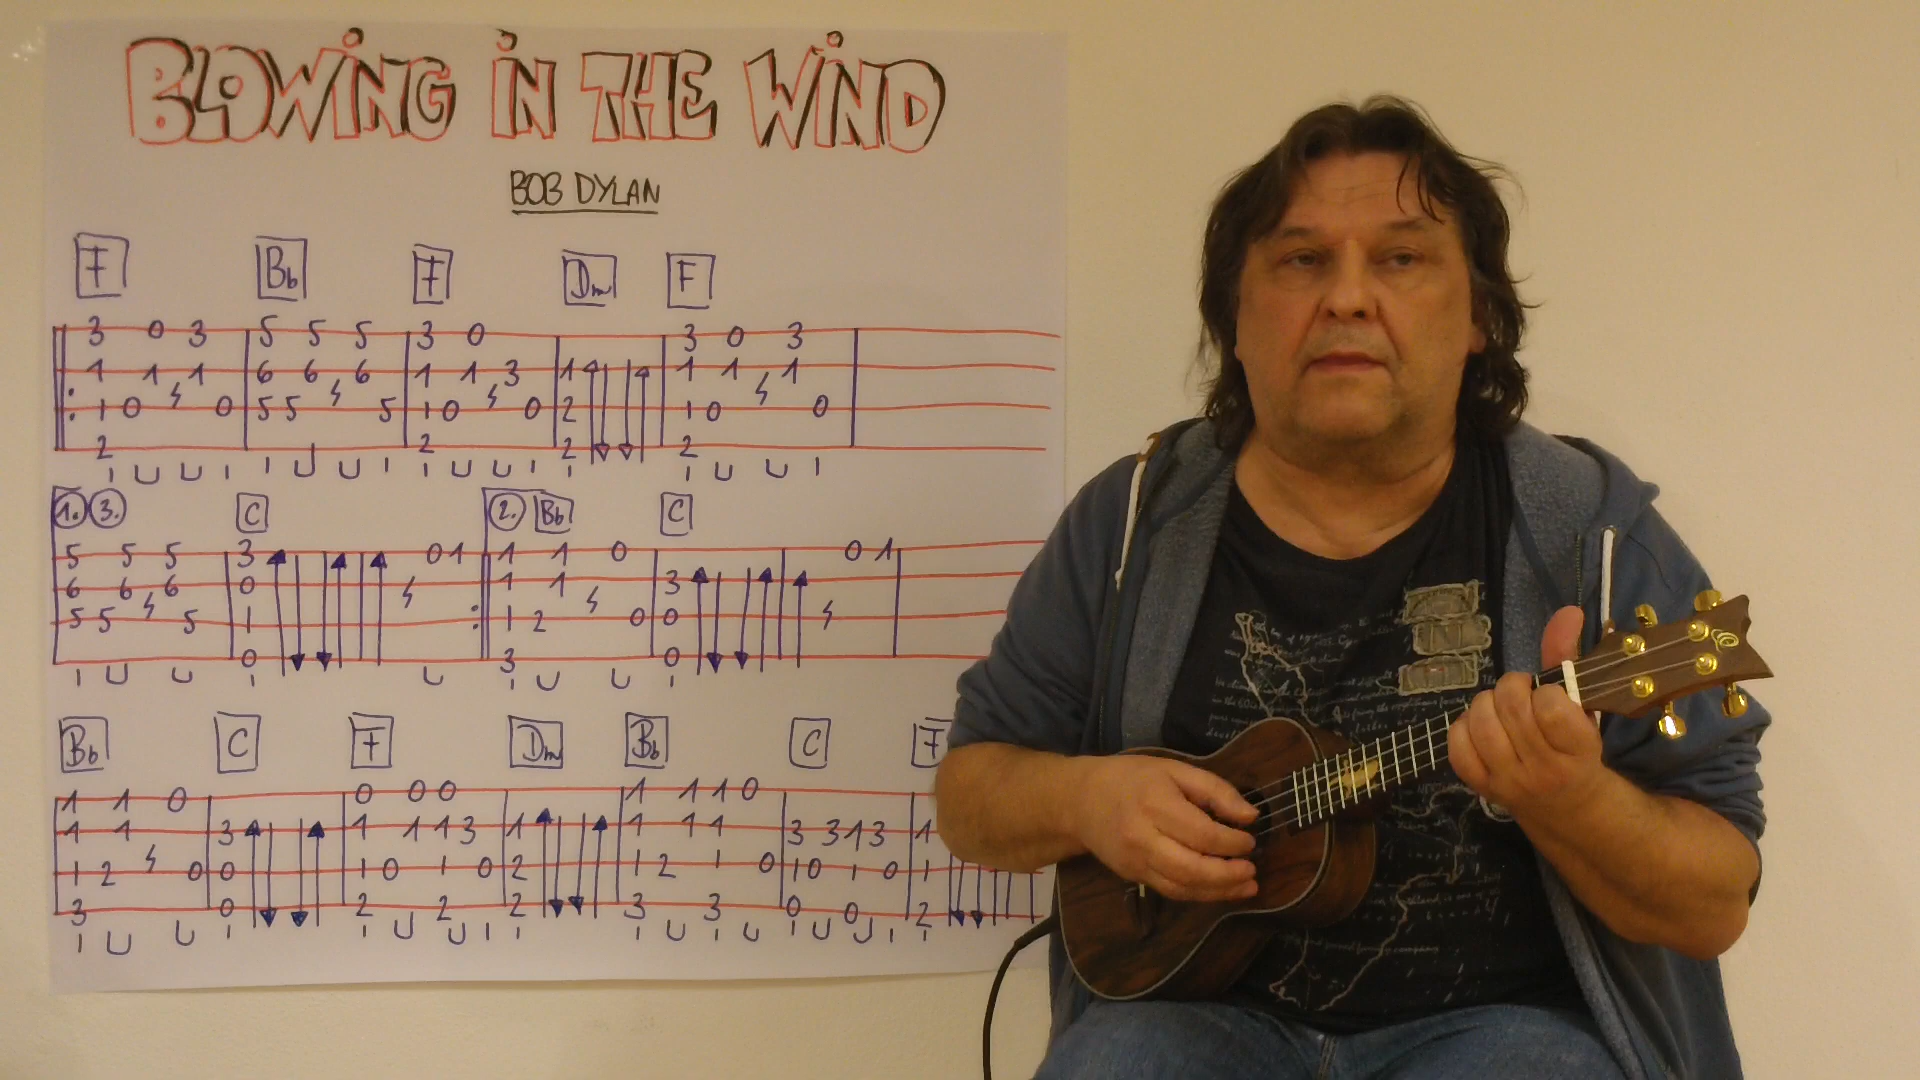 BLOWING IN THE WIND
BOB DYLAN
F Bb F Dm F
3 0 3 5 5 5 3 0 3 0 3
1 1 1 6 6 6 1 1 3 1 1 1 1
1 0 0 5 5 5 1 0 0 2 1 0 0
2 2 2 2
1. 3. C 2. Bb C
5 5 5 3 0 1 1 1 0 0 1
6 6 6 0 1 1 3
5 5 5 1 1 2 0 0
0 3 0
Bb C F Dm Bb C F
1 1 0 0 0 0 1 1 1 0
1 1 3 1 1 1 3 1 1 1 1 3 3 1 3 1
1 2 0 0 1 0 1 0 2 1 2 1 0 1 0 1 0 1
3 0 2 2 2 3 3 0 0 2